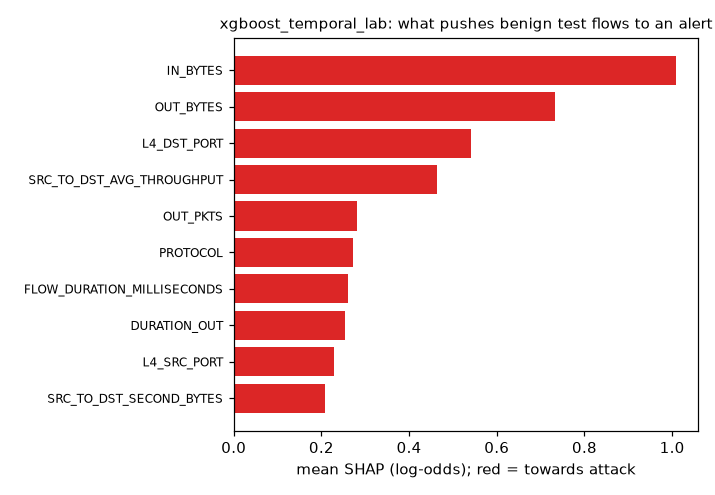 xgboost_temporal_lab: what pushes benign test flows to an alert
IN_BYTES
OUT_BYTES
L4_DST_PORT
SRC_TO_DST_AVG_THROUGHPUT
OUT_PKTS
PROTOCOL
FLOW_DURATION_MILLISECONDS
DURATION_OUT
L4_SRC_PORT
SRC_TO_DST_SECOND_BYTES
0.0 0.2 0.4 0.6 0.8 1.0
mean SHAP (log-odds); red = towards attack